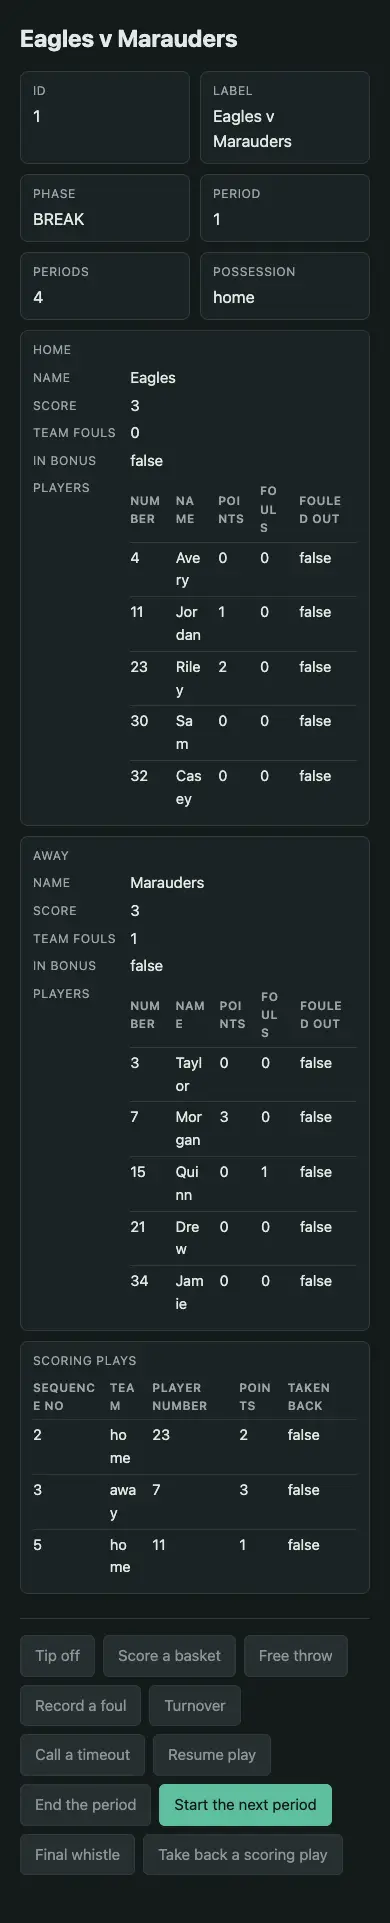 Eagles v Marauders
ID
1
LABEL
Eagles v
Marauders
PHASE
BREAK
PERIOD
1
PERIODS
4
POSSESSION
home
HOME
NAME Eagles
SCORE 3
TEAM FOULS 0
IN BONUS false
PLAYERS
NUM NA POI FO FOULE
BER ME NTS UL D OUT
S
4 Ave 0 0 false
ry
11 Jor 1 0 false
dan
23 Rile 2 0 false
y
30 Sa 0 0 false
m
32 Cas 0 0 false
ey
AWAY
NAME Marauders
SCORE 3
TEAM FOULS 1
IN BONUS false
PLAYERS
NUM NAM POI FO FOULE
BER E NTS UL D OUT
S
3 Tayl 0 0 false
or
7 Mor 3 0 false
gan
15 Qui 0 1 false
nn
21 Dre 0 0 false
w
34 Jam 0 0 false
ie
SCORING PLAYS
SEQUENC TEA PLAYER POIN TAKEN
E NO M NUMBER TS BACK
2 ho 23 2 false
me
3 awa 7 3 false
y
5 ho 11 1 false
me
Tip off Score a basket Free throw
Record a foul Turnover
Call a timeout Resume play
End the period Start the next period
Final whistle Take back a scoring play